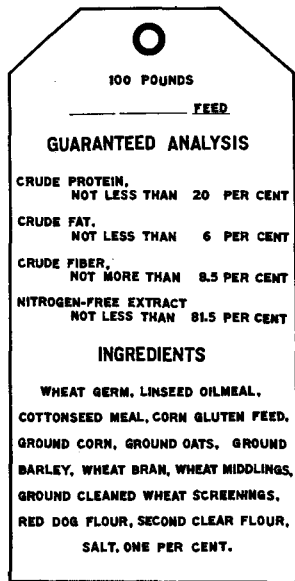 100 POUNDS
FEED
GUARANTEED ANALYSIS
CRUDE PROTEIN,
NOT LESS THAN 20 PER CENT
CRUDE FAT,
NOT LESS THAN 6 PER CENT
CRUDE FIBER,
NOT MORE THAN 8.5 PER CENT
NITROGEN-FREE EXTRACT
NOT LESS THAN 81.5 PER CENT
INGREDIENTS
WHEAT GERM, LINSEED OILMEAL,
COTTONSEED MEAL, CORN GLUTEN FEED,
GROUND CORN, GROUND OATS, GROUND
BARLEY, WHEAT BRAN, WHEAT MIDDLINGS,
GROUND CLEANED WHEAT SCREENINGS,
RED DOG FLOUR, SECOND CLEAR FLOUR,
SALT, ONE PER CENT.